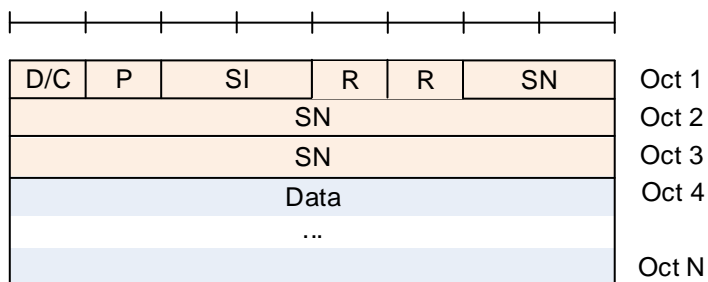 D/C P SI R R SN Oct 1
SN Oct 2
SN Oct 3
Data Oct 4
...
Oct N